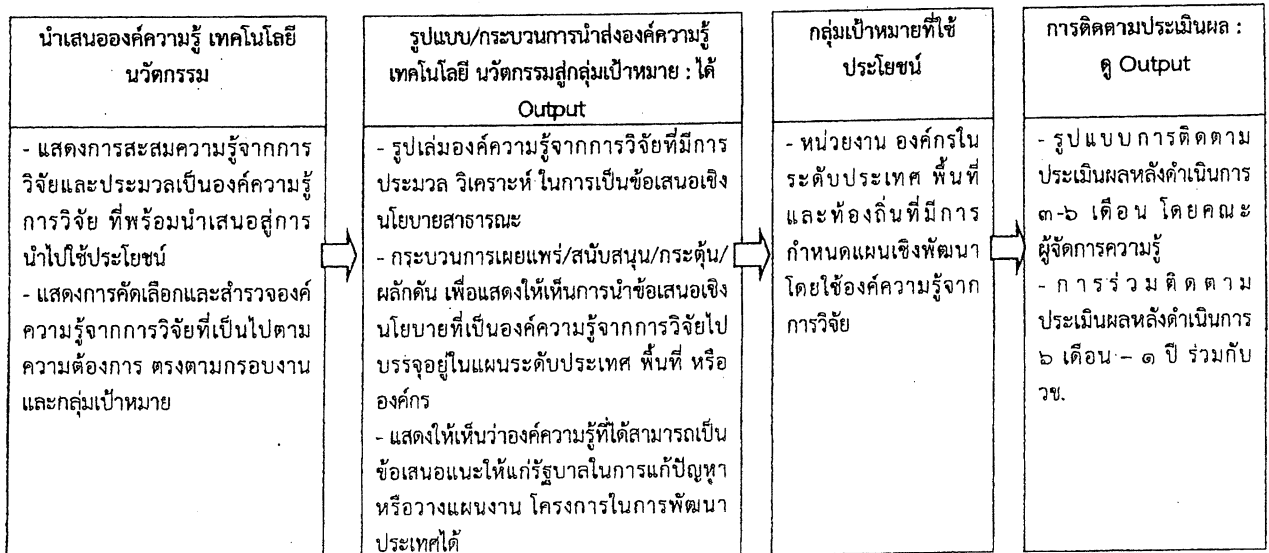 นำเสนอองค์ความรู้ เทคโนโลยี
นวัตกรรม
- แสดงการสะสมความรู้จากการ
วิจัยและประมวลเป็นองค์ความรู้
การวิจัย ที่พร้อมนำเสนอสู่การ
นำไปใช้ประโยชน์
- แสดงการคัดเลือกและสำรวจองค์
ความรู้จากการวิจัยที่เป็นไปตาม
ความต้องการ ตรงตามกรอบงาน
และกลุ่มเป้าหมาย
รูปแบบ/กระบวนการนำส่งองค์ความรู้
เทคโนโลยี นวัตกรรมสู่กลุ่มเป้าหมาย : ได้
Output
- รูปเล่มองค์ความรู้จากการวิจัยที่มีการ
ประมวล วิเคราะห์ ในการเป็นข้อเสนอเชิง
นโยบายสาธารณะ
- กระบวนการเผยแพร่/สนับสนุน/กระตุ้น/
ผลักดัน เพื่อแสดงให้เห็นการนำข้อเสนอเชิง
นโยบายที่เป็นองค์ความรู้จากการวิจัยไป
บรรจุอยู่ในแผนระดับประเทศ พื้นที่ หรือ
องค์กร
- แสดงให้เห็นว่าองค์ความรู้ที่ได้สามารถเป็น
ข้อเสนอแนะให้แก่รัฐบาลในการแก้ปัญหา
หรือวางแผนงาน โครงการในการพัฒนา
ประเทศได้
กลุ่มเป้าหมายที่ใช้
ประโยชน์
- หน่วยงาน องค์กรใน
ระดับประเทศ พื้นที่
และท้องถิ่นที่มีการ
กำหนดแผนเชิงพัฒนา
โดยใช้องค์ความรู้จาก
การวิจัย
การติดตามประเมินผล :
ดู Output
- รูปแบบการติดตาม
ประเมินผลหลังดำเนินการ
๓-๖ เดือน โดยคณะ
ผู้จัดการความรู้
- การร่วมติดตาม
ประเมินผลหลังดำเนินการ
๖ เดือน – ๑ ปี ร่วมกับ
วช.